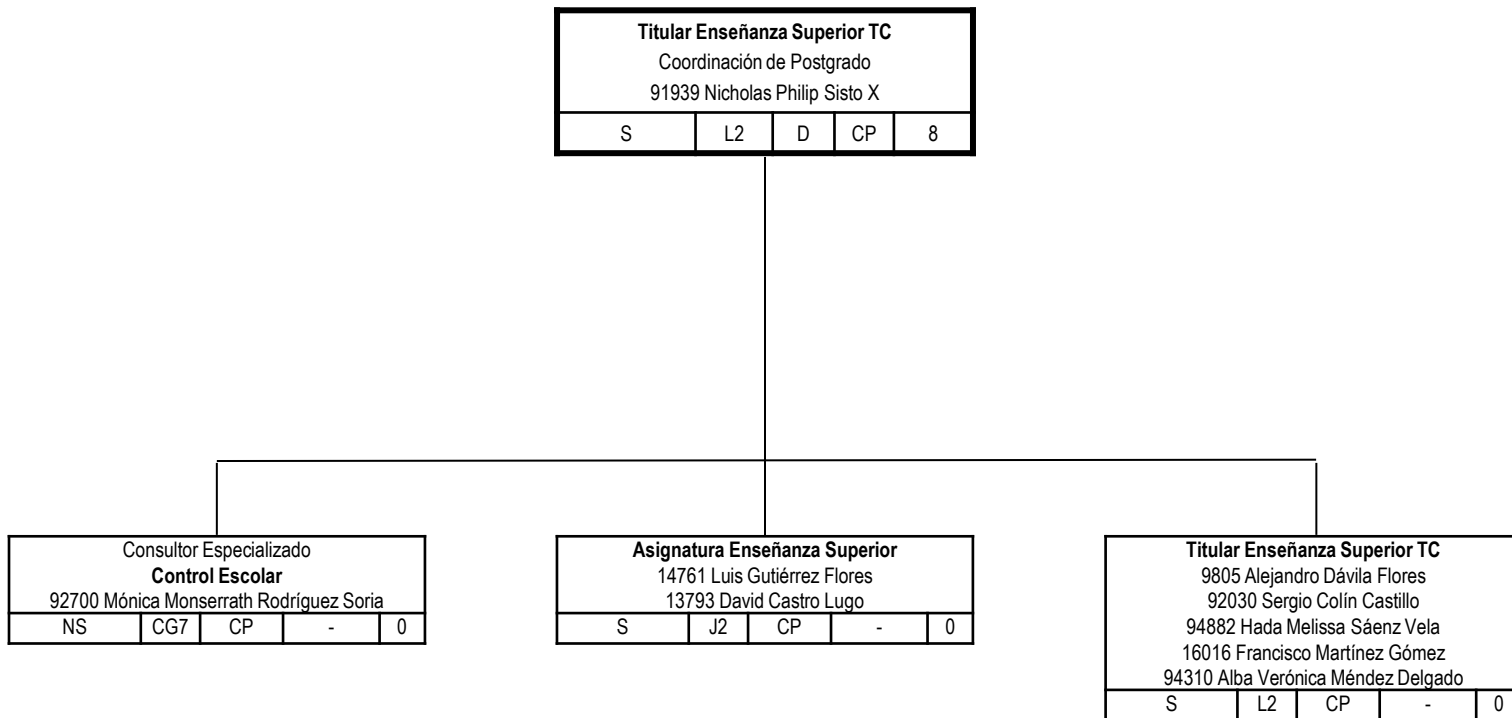 Titular Enseñanza Superior TC
Coordinación de Postgrado
91939 Nicholas Philip Sisto X
S L2 D CP 8
Consultor Especializado
Control Escolar
92700 Mónica Monserrath Rodríguez Soria
NS CG7 CP - 0
Asignatura Enseñanza Superior
14761 Luis Gutiérrez Flores
13793 David Castro Lugo
S J2 CP - 0
Titular Enseñanza Superior TC
9805 Alejandro Dávila Flores
92030 Sergio Colín Castillo
94882 Hada Melissa Sáenz Vela
16016 Francisco Martínez Gómez
94310 Alba Verónica Méndez Delgado
S L2 CP - 0